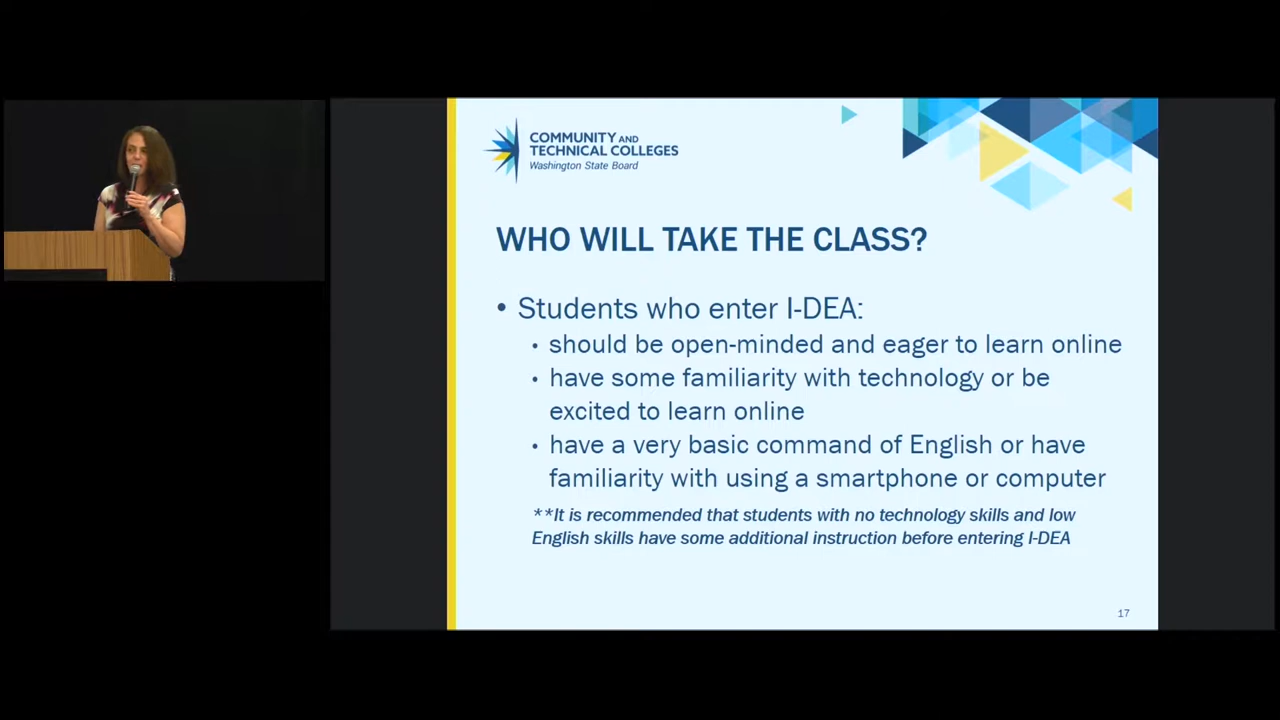 COMMUNITY AND
TECHNICAL COLLEGES
Washington State Board
WHO WILL TAKE THE CLASS?
• Students who enter I-DEA:
• should be open-minded and eager to learn online
• have some familiarity with technology or be
excited to learn online
• have a very basic command of English or have
familiarity with using a smartphone or computer
**It is recommended that students with no technology skills and low
English skills have some additional instruction before entering I-DEA
17